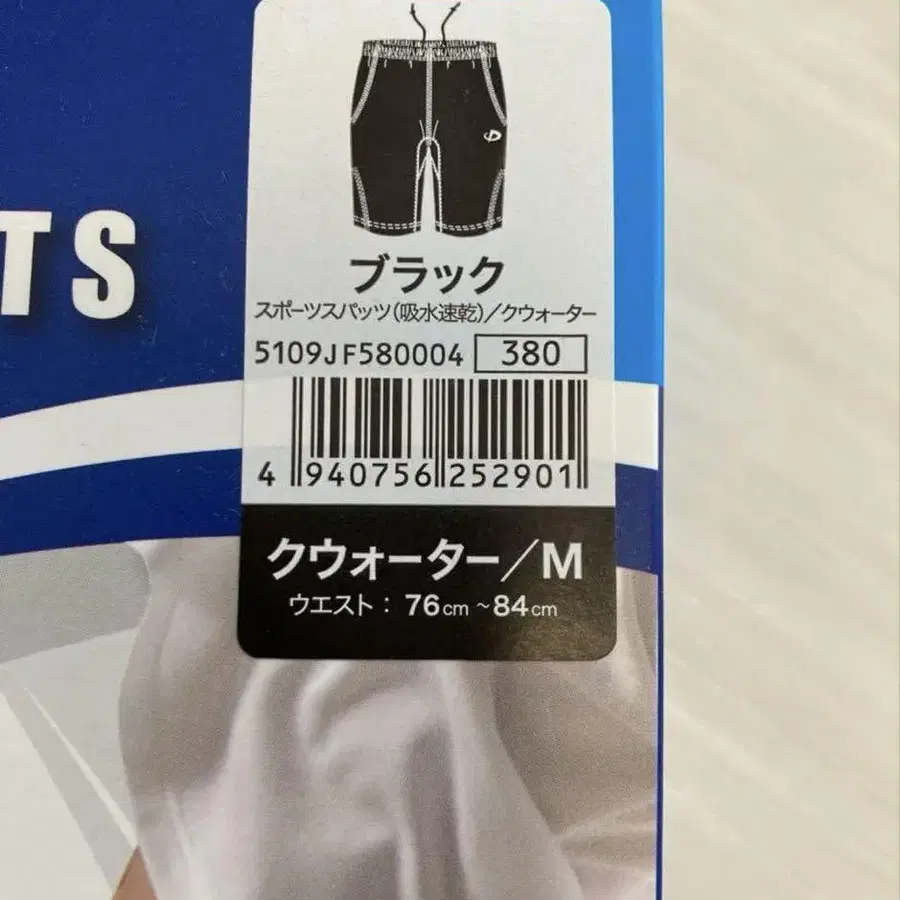 TS
ブラック
スポーツスパッツ(吸水速乾)/クウォーター
5109JF580004 380
4 940756 252901
クウォーター/M
ウエスト：76cm~84cm